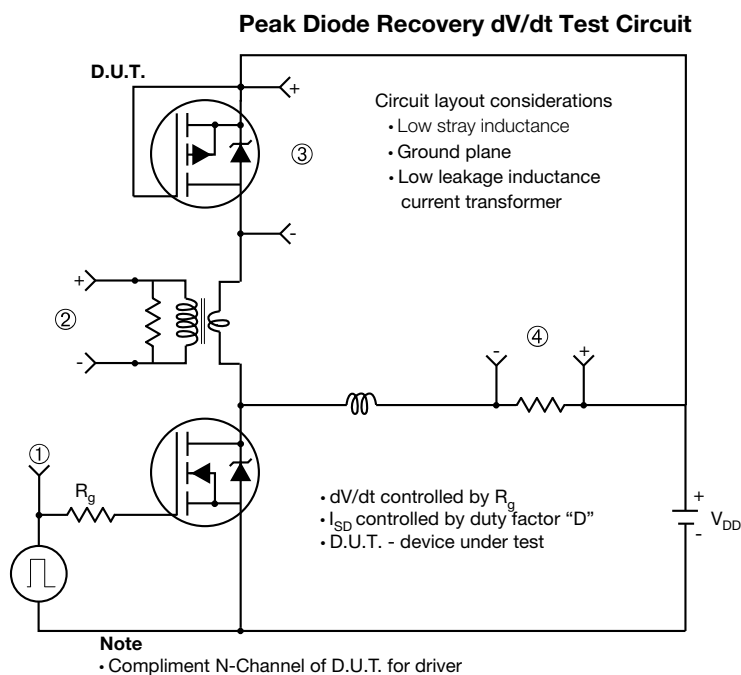 Peak Diode Recovery dV/dt Test Circuit
D.U.T.
+
Circuit layout considerations
• Low stray inductance
③
• Ground plane
• Low leakage inductance
current transformer
-
+
②
-
④
-
+
①
Rg
• dV/dt controlled by Rg
• ISD controlled by duty factor “D”
• D.U.T. - device under test
+
VDD
-
Note
• Compliment N-Channel of D.U.T. for driver